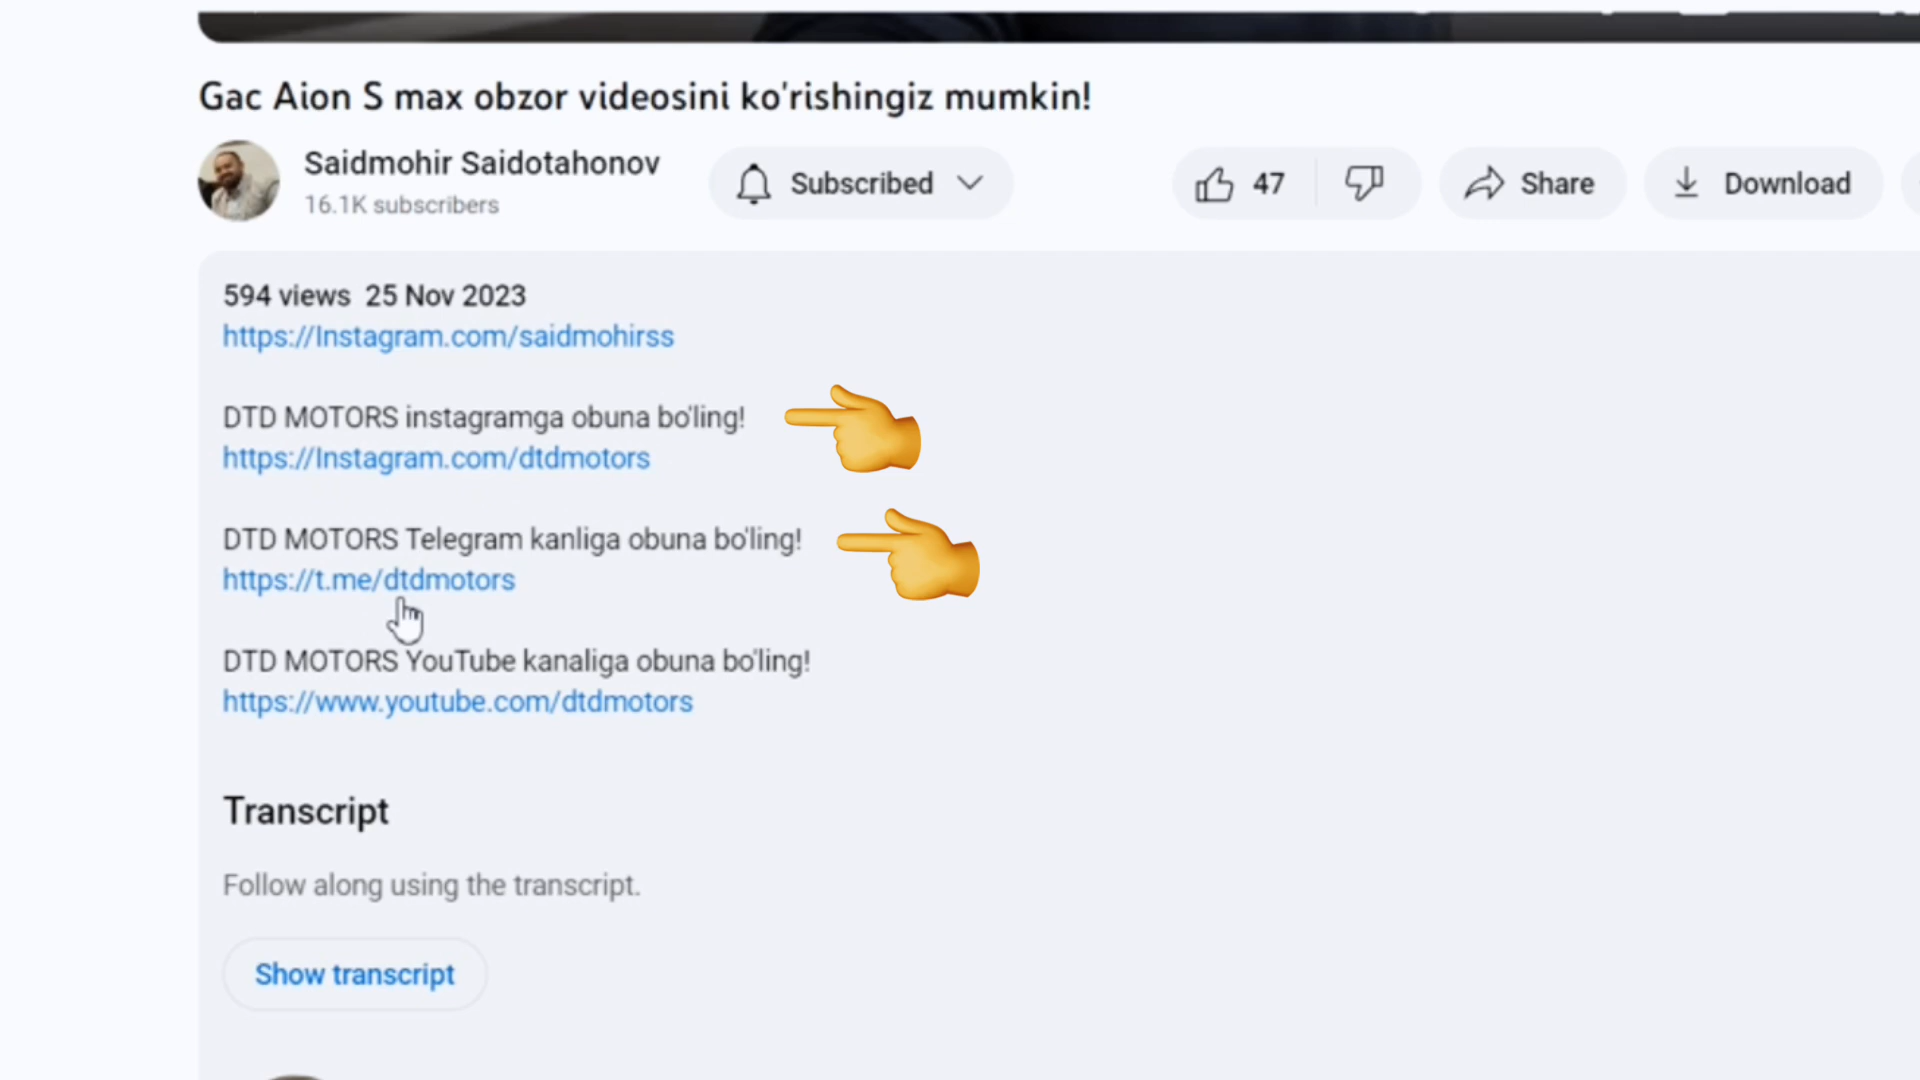 Gac Aion S max obzor videosini ko'rishingiz mumkin!
Saidmohir Saidotahonov
16.1K subscribers
Subscribed
47
Share
Download
594 views 25 Nov 2023
https://Instagram.com/saidmohirss
DTD MOTORS instagramga obuna bo'ling!
https://Instagram.com/dtdmotors
DTD MOTORS Telegram kanliga obuna bo'ling!
https://t.me/dtdmotors
DTD MOTORS YouTube kanaliga obuna bo'ling!
https://www.youtube.com/dtdmotors
Transcript
Follow along using the transcript.
Show transcript